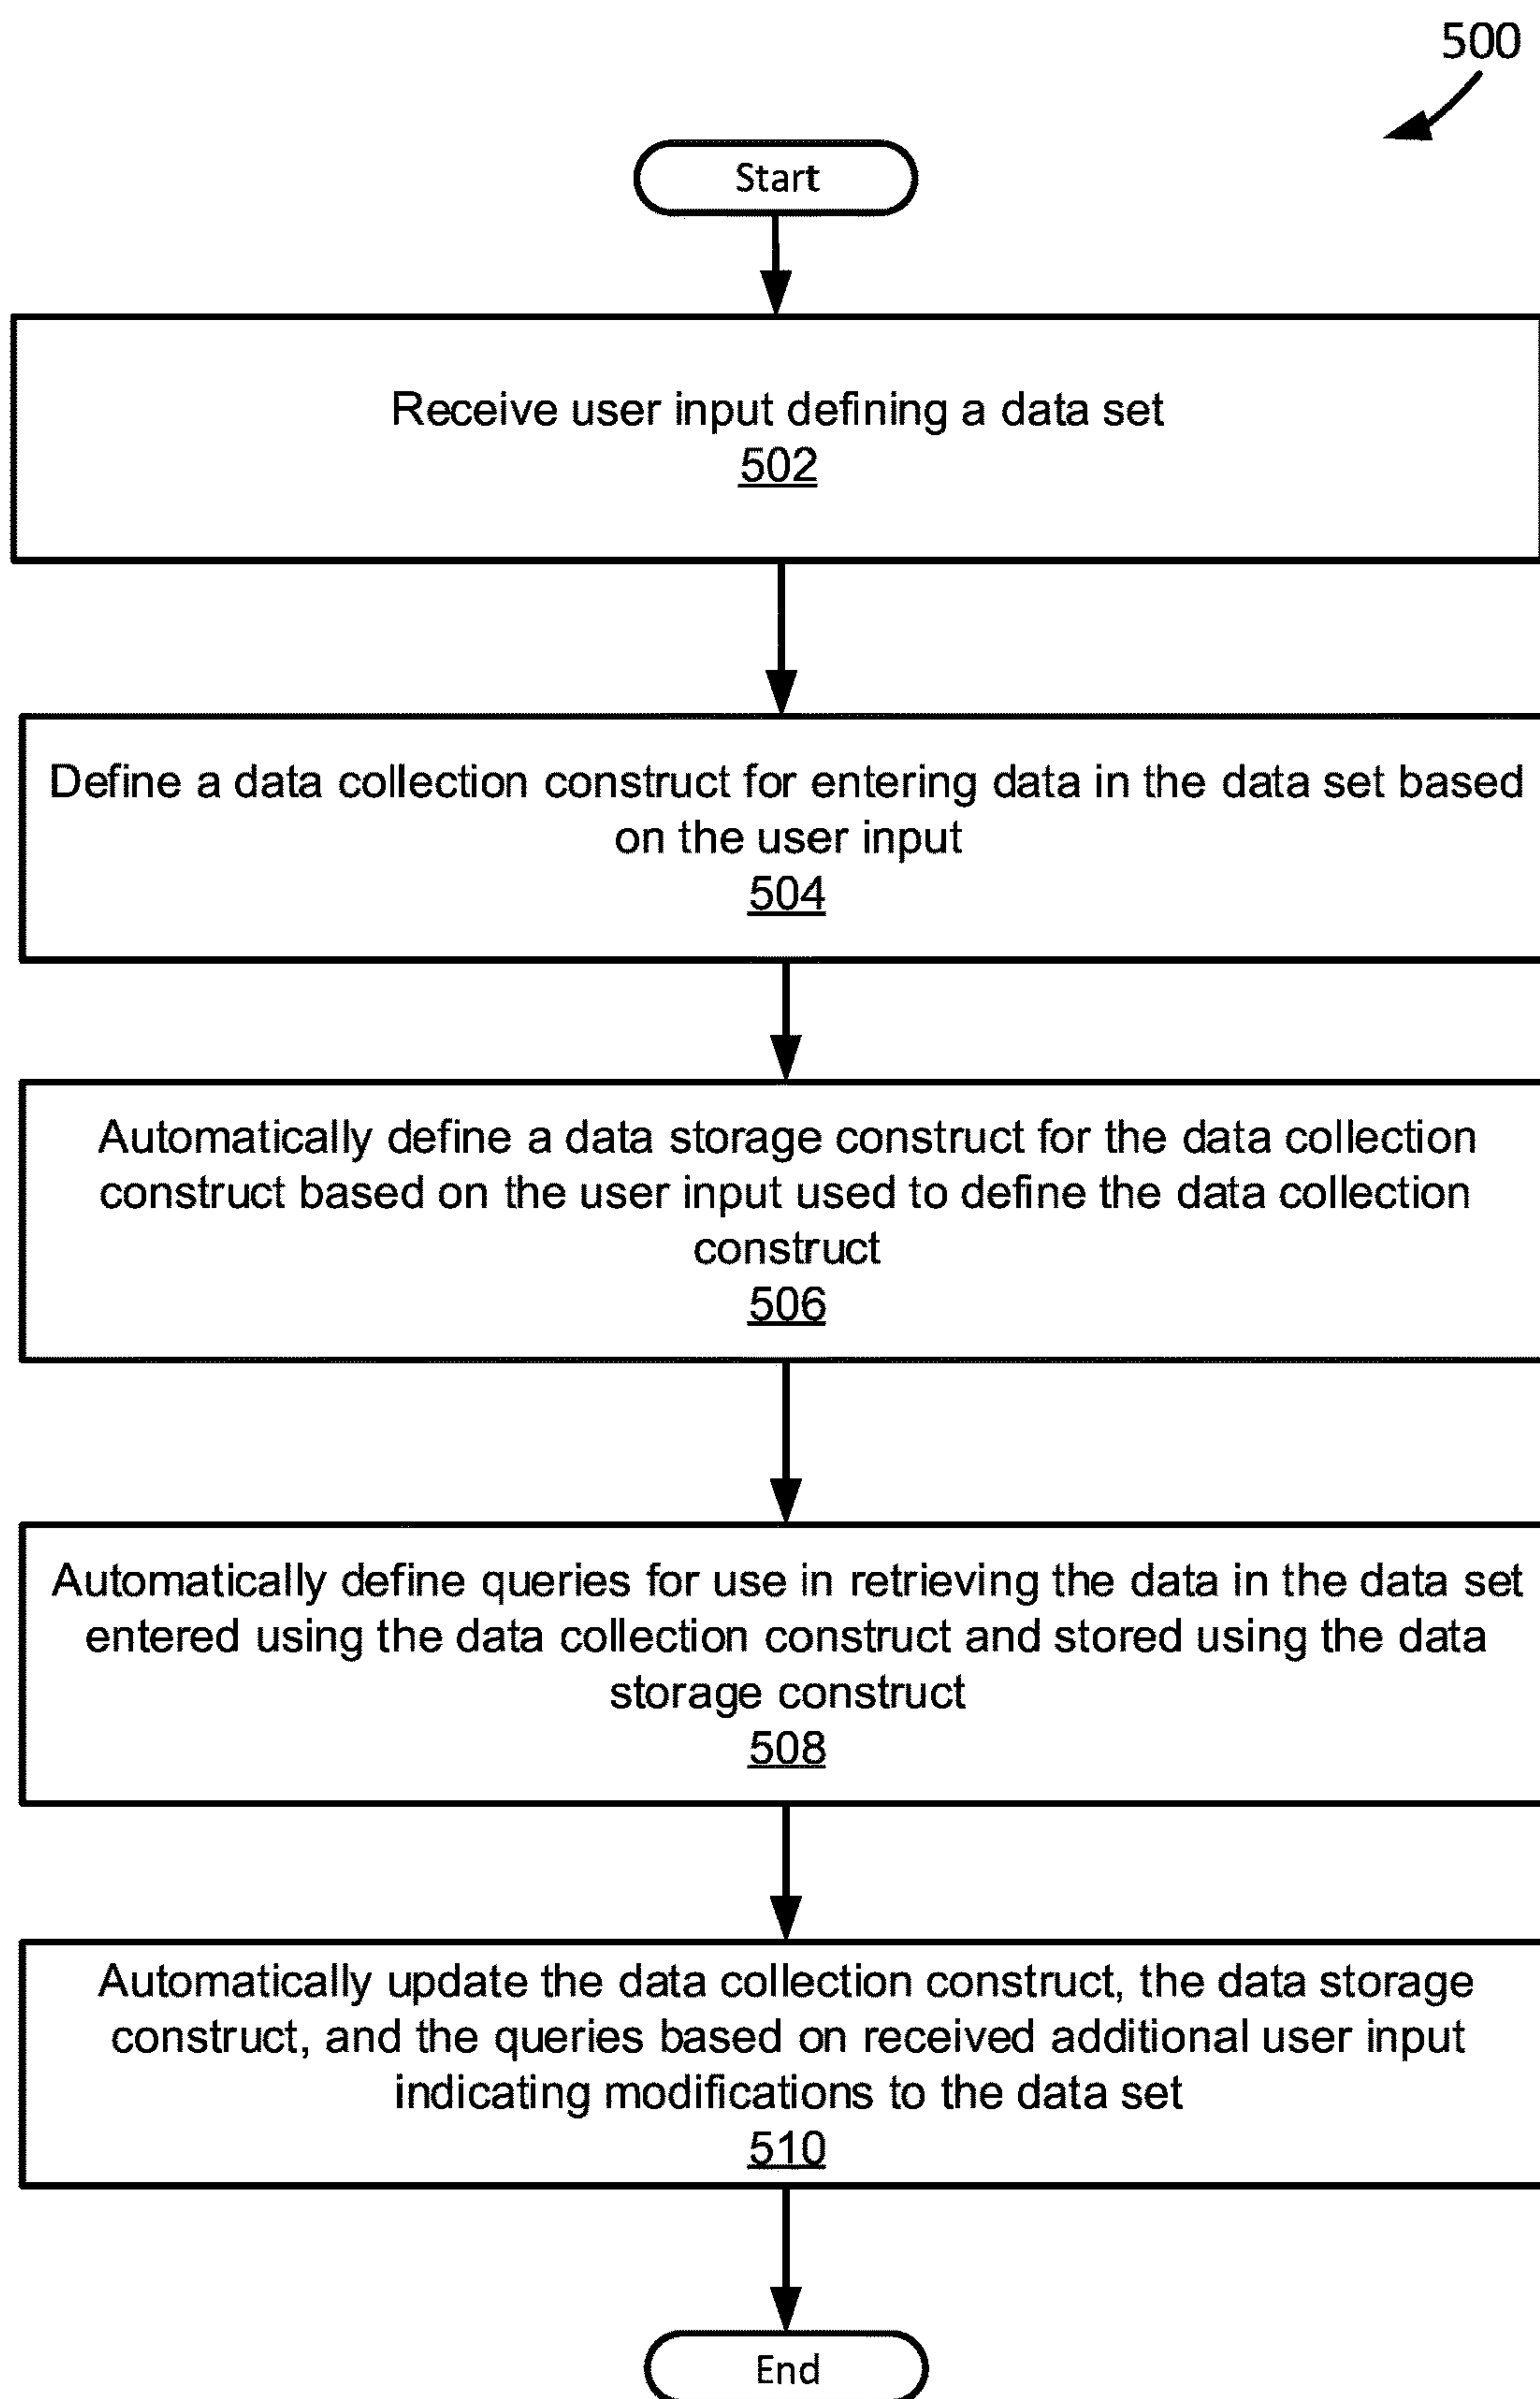 500
Start
Receive user input defining a data set
502
Define a data collection construct for entering data in the data set based
on the user input
504
Automatically define a data storage construct for the data collection
construct based on the user input used to define the data collection
construct
506
Automatically define queries for use in retrieving the data in the data set
entered using the data collection construct and stored using the data
storage construct
508
Automatically update the data collection construct, the data storage
construct, and the queries based on received additional user input
indicating modifications to the data set
510
End